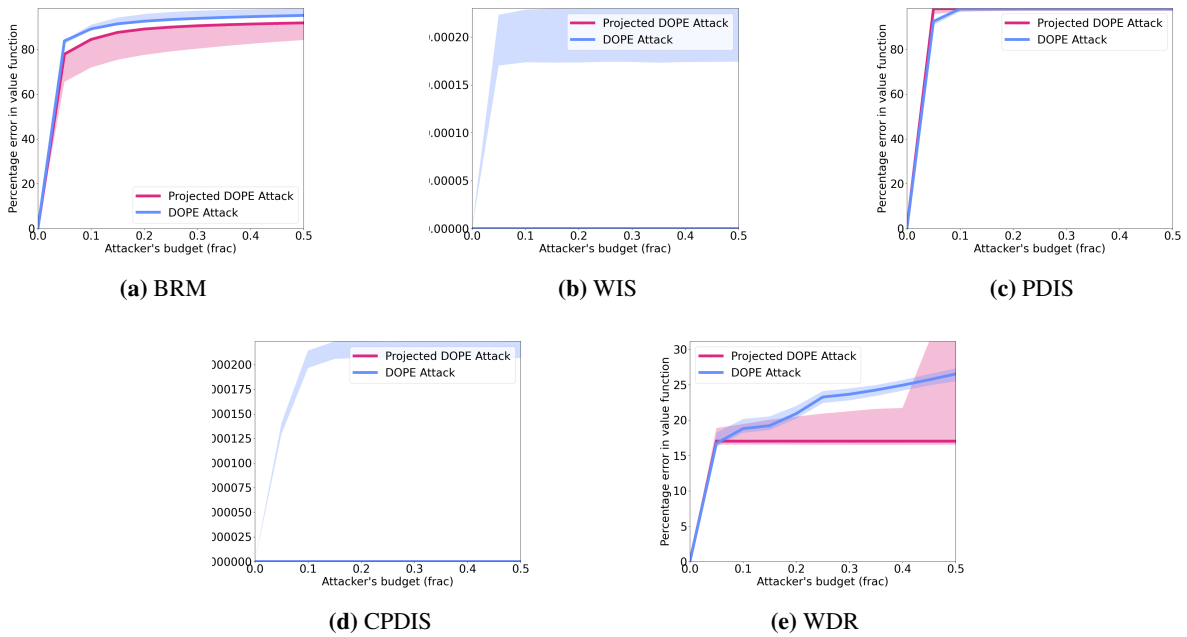 Percentage error in value function
80
60
40
20
0
Projected DOPE Attack
DOPE Attack
0.0 0.1 0.2 0.3 0.4 0.5
Attacker's budget (frac)
(a) BRM
0.00020
0.00015
0.00010
0.00005
0.00000
Projected DOPE Attack
DOPE Attack
0.0 0.1 0.2 0.3 0.4 0.5
Attacker's budget (frac)
(b) WIS
Percentage error in value function
80
60
40
20
0
Projected DOPE Attack
DOPE Attack
0.0 0.1 0.2 0.3 0.4 0.5
Attacker's budget (frac)
(c) PDIS
000200
000175
000150
000125
000100
000075
000050
000025
000000
Projected DOPE Attack
DOPE Attack
0.0 0.1 0.2 0.3 0.4 0.5
Attacker's budget (frac)
(d) CPDIS
Percentage error in value function
30
25
20
15
10
5
0
Projected DOPE Attack
DOPE Attack
0.0 0.1 0.2 0.3 0.4 0.5
Attacker's budget (frac)
(e) WDR